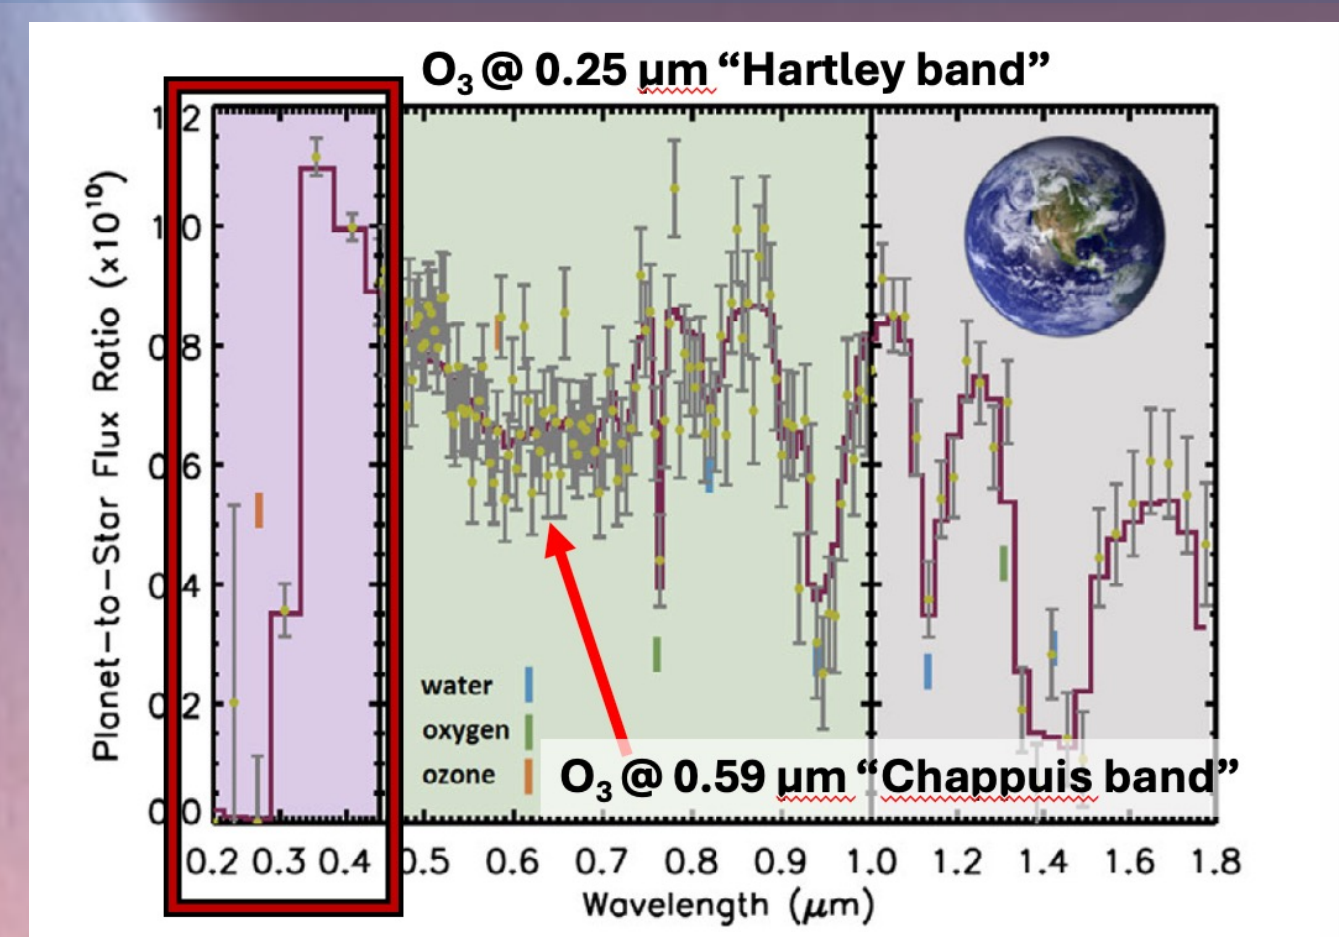 O₃ @ 0.25 µm “Hartley band”
Planet-to-Star Flux Ratio (x10¹⁰)
1.2
1.0
0.8
0.6
0.4
0.2
0.0
water
oxygen
ozone
O₃ @ 0.59 µm “Chappuis band”
0.2 0.3 0.4 0.5 0.6 0.7 0.8 0.9 1.0 1.2 1.4 1.6 1.8
Wavelength (µm)